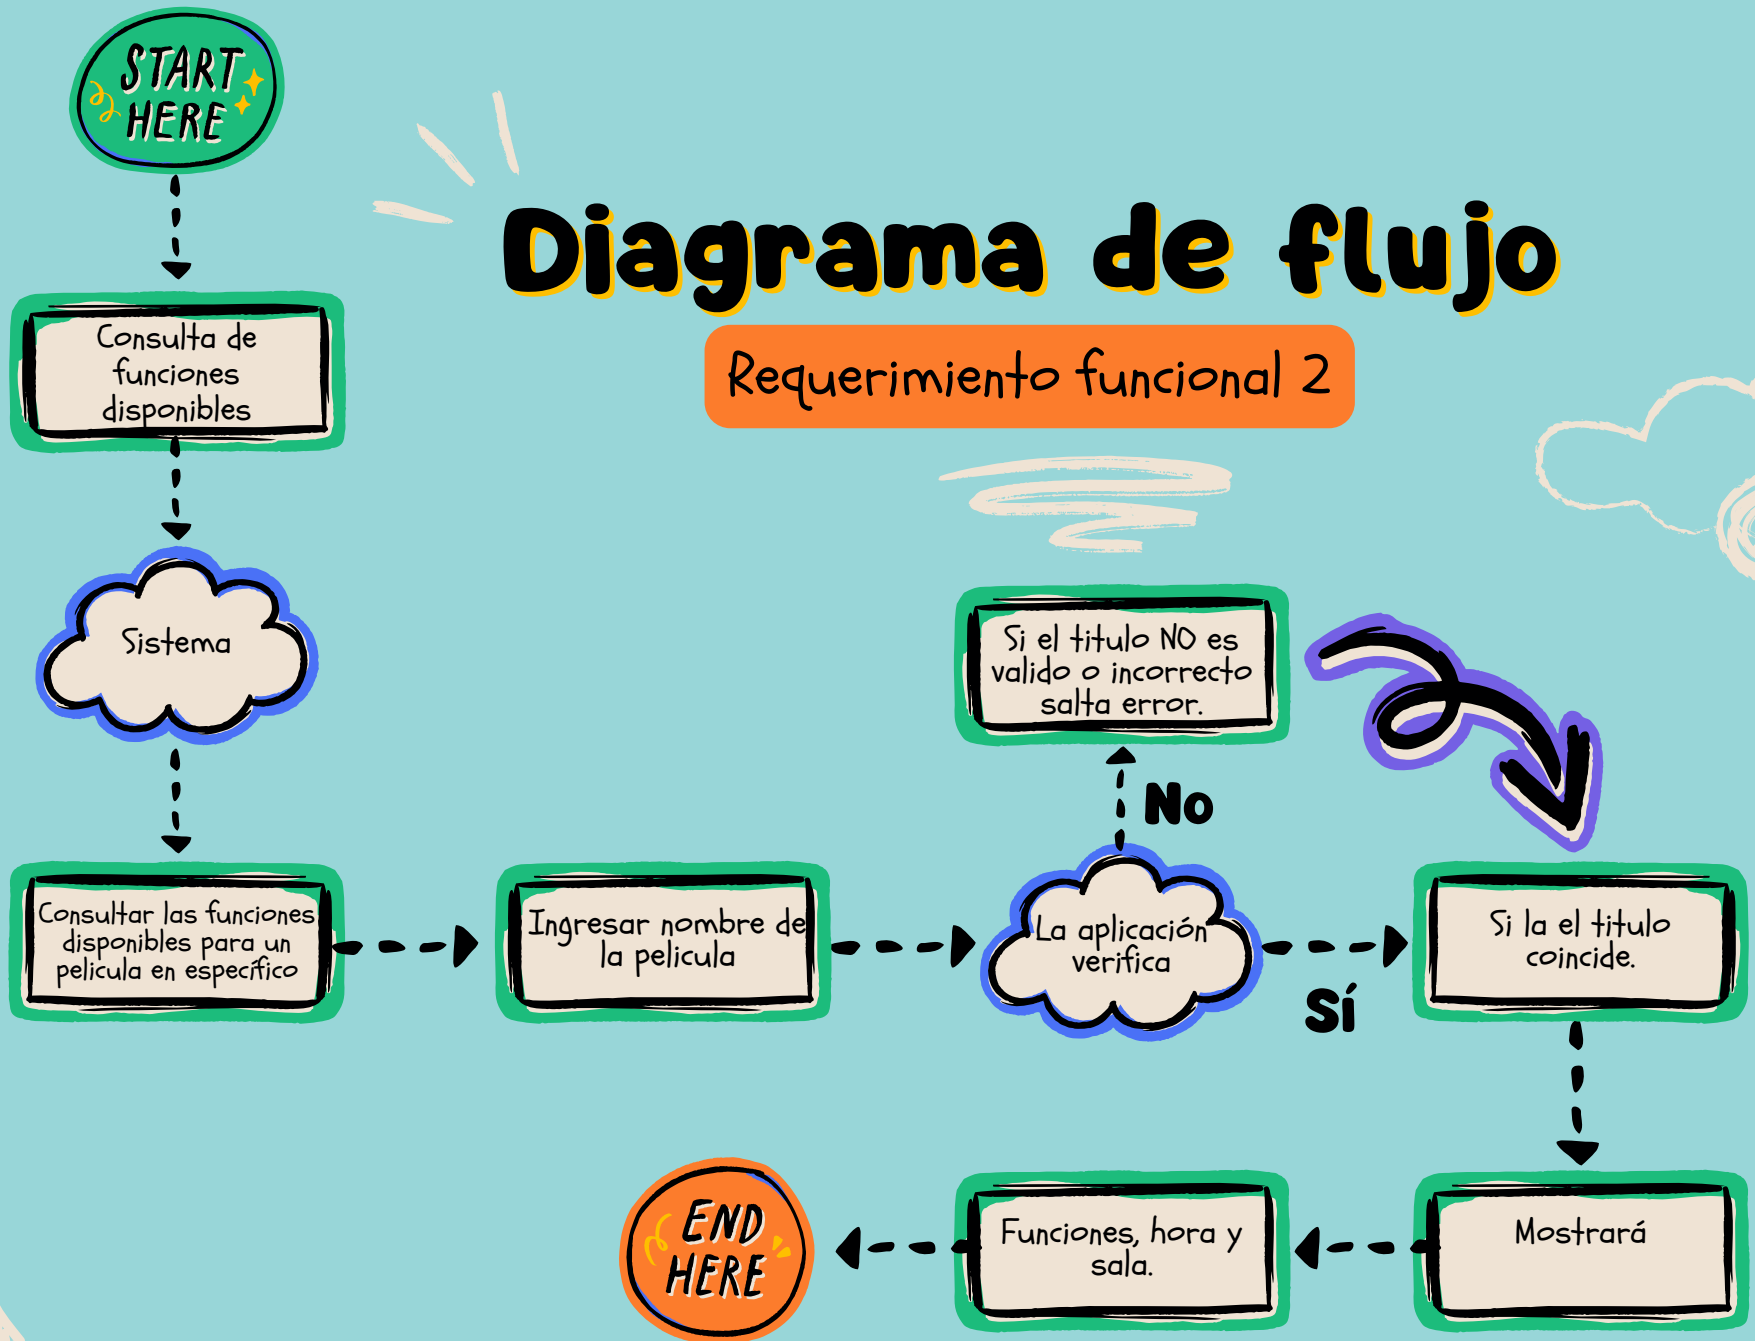 START
HERE
Diagrama de flujo
Requerimiento funcional 2
Consulta de
funciones
disponibles
Sistema
Consultar las funciones
disponibles para un
pelicula en específico
Ingresar nombre de
la pelicula
La aplicación
verifica
No
Si el titulo NO es
valido o incorrecto
salta error.
Sí
Si la el titulo
coincide.
Mostrará
Funciones, hora y
sala.
END
HERE